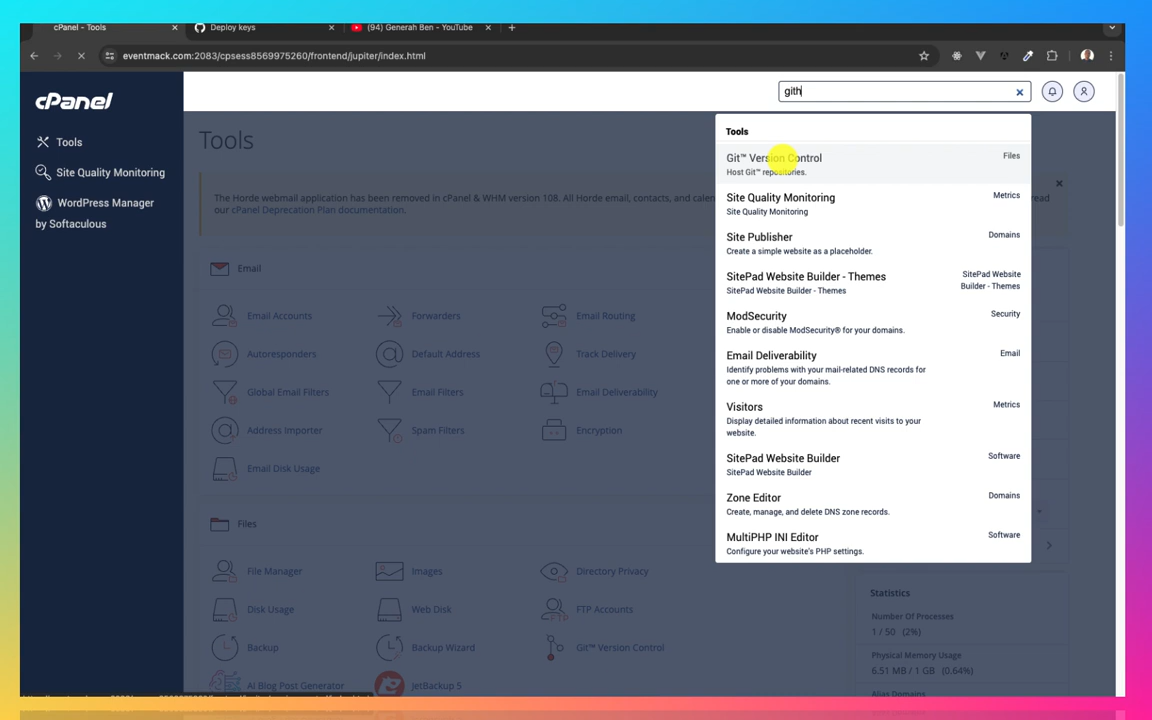 cPanel - Tools
Deploy keys
(94) Generah Ben - YouTube
eventmack.com:2083/cpsess8569975260/frontend/jupiter/index.html
cPanel
gith
Tools
Site Quality Monitoring
WordPress Manager
by Softaculous
Tools
The Horde webmail application has been removed in cPanel & WHM version 108. All Horde email, contacts, and calen
read
our cPanel Deprecation Plan documentation.
Email
Email Accounts
Forwarders
Email Routing
Autoresponders
Default Address
Track Delivery
Global Email Filters
Email Filters
Email Deliverability
Address Importer
Spam Filters
Encryption
Email Disk Usage
Files
File Manager
Images
Directory Privacy
Disk Usage
Web Disk
FTP Accounts
Backup
Backup Wizard
Git™ Version Control
AI Blog Post Generator
JetBackup 5
Tools
Git™ Version Control
Files
Host Git™ repositories.
Site Quality Monitoring
Metrics
Site Quality Monitoring
Site Publisher
Domains
Create a simple website as a placeholder.
SitePad Website Builder - Themes
SitePad Website
Builder - Themes
SitePad Website Builder - Themes
ModSecurity
Security
Enable or disable ModSecurity® for your domains.
Email Deliverability
Email
Identify problems with your mail-related DNS records for
one or more of your domains.
Visitors
Metrics
Display detailed information about recent visits to your
website.
SitePad Website Builder
Software
SitePad Website Builder
Zone Editor
Domains
Create, manage, and delete DNS zone records.
MultiPHP INI Editor
Software
Configure your website's PHP settings.
Statistics
Number Of Processes
1 / 50 (2%)
Physical Memory Usage
6.51 MB / 1 GB (0.64%)
Alias Domains